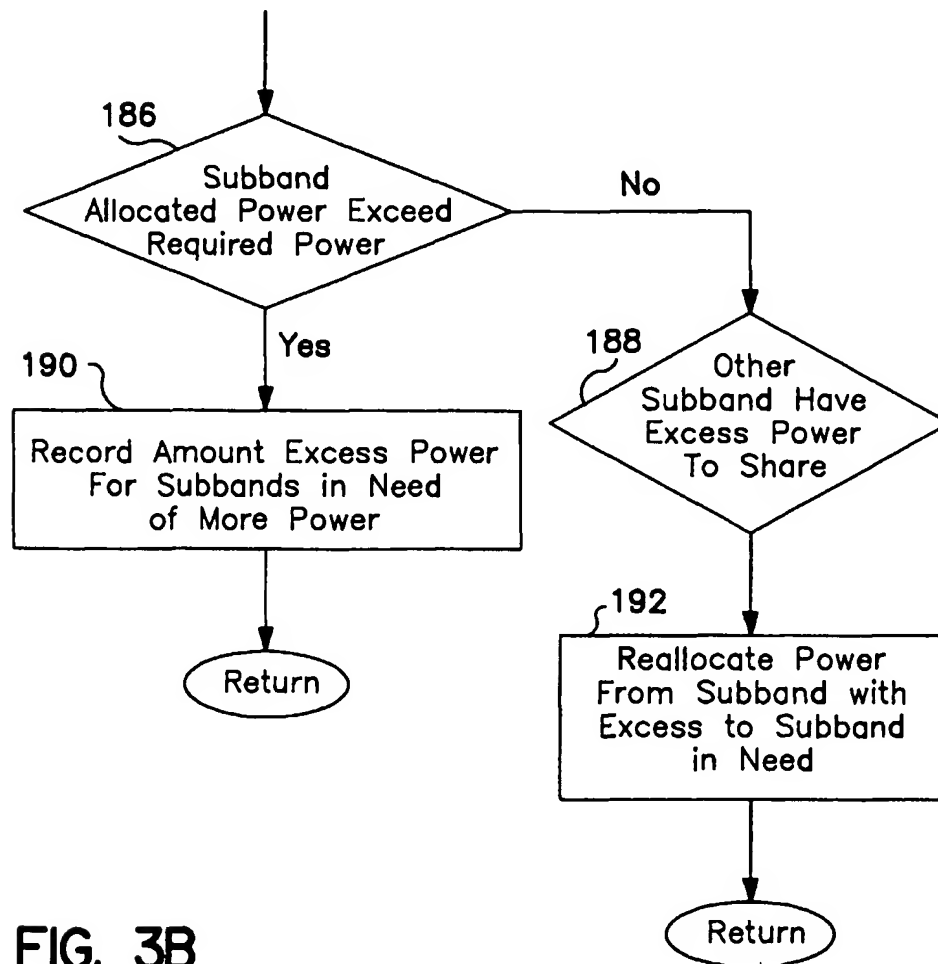 186
Subband
Allocated Power Exceed
Required Power
No
Yes
190
Record Amount Excess Power
For Subbands in Need
of More Power
Return
188
Other
Subband Have
Excess Power
To Share
192
Reallocate Power
From Subband with
Excess to Subband
in Need
Return
FIG. 3B